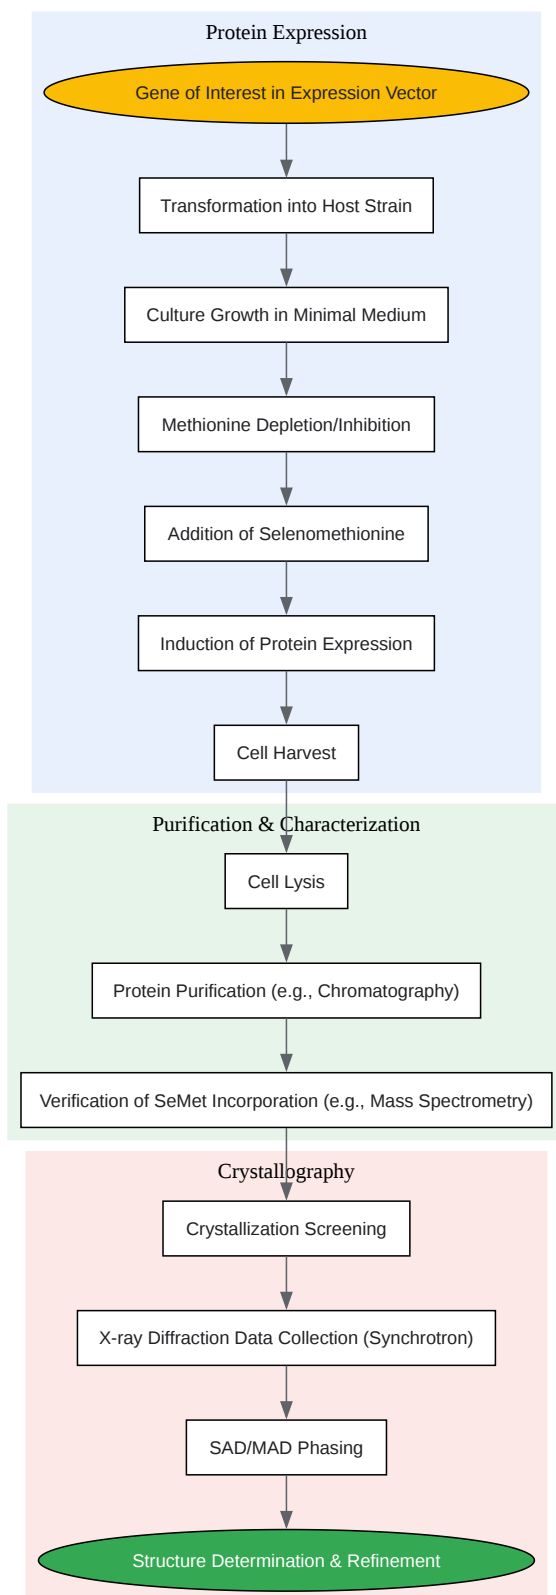 Protein Expression
Gene of Interest in Expression Vector
Transformation into Host Strain
Culture Growth in Minimal Medium
Methionine Depletion/Inhibition
Addition of Selenomethionine
Induction of Protein Expression
Cell Harvest
Purification & Characterization
Cell Lysis
Protein Purification (e.g., Chromatography)
Verification of SeMet Incorporation (e.g., Mass Spectrometry)
Crystallography
Crystallization Screening
X-ray Diffraction Data Collection (Synchrotron)
SAD/MAD Phasing
Structure Determination & Refinement